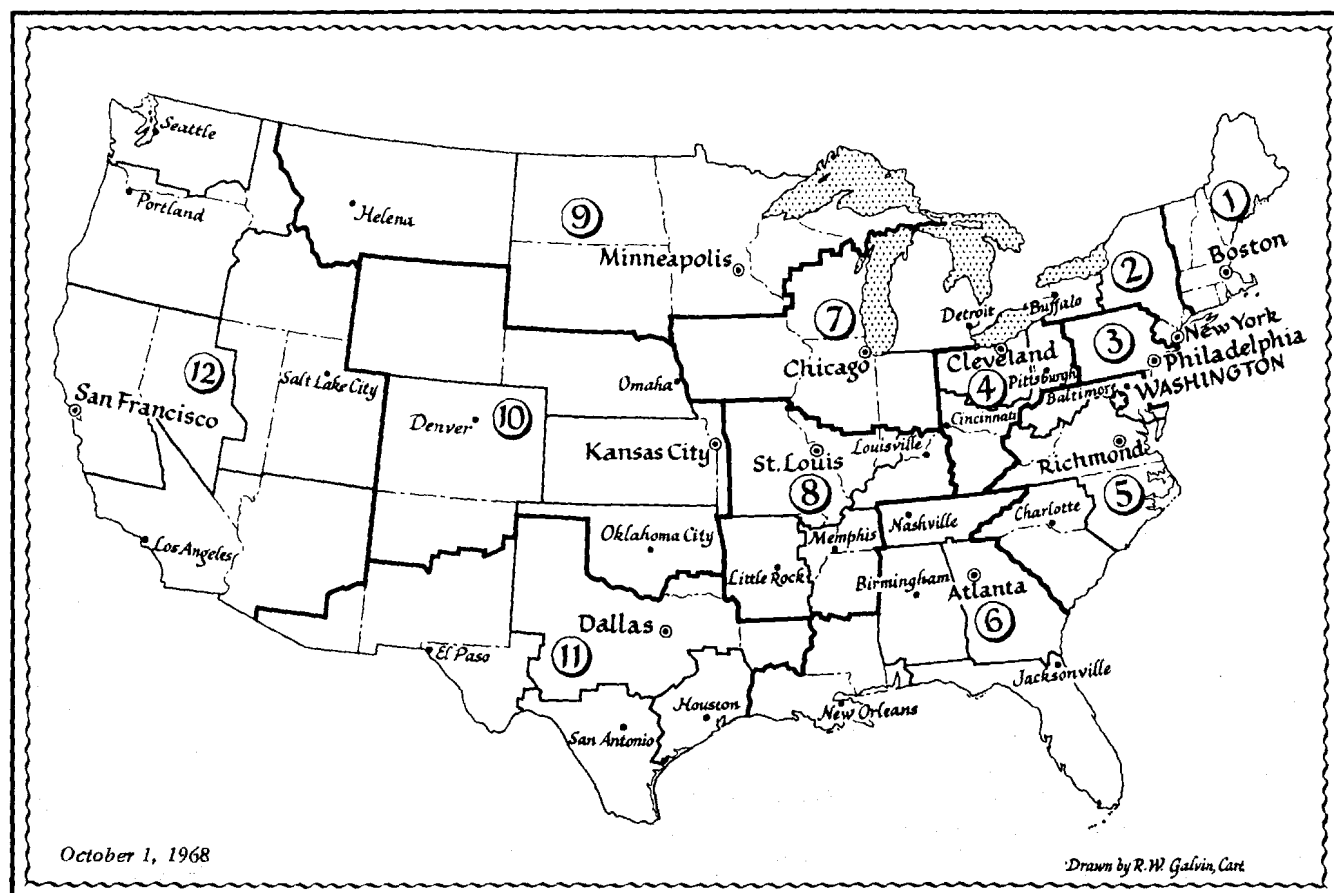 Seattle
Portland
Helena
9
Minneapolis
1
Boston
2
Buffalo
Detroit
7
Chicago
Cleveland
4
Pittsburgh
3
New York
Philadelphia
WASHINGTON
Baltimore
Cincinnati
12
San Francisco
Salt Lake City
Omaha
Denver
10
Kansas City
St. Louis
8
Louisville
Richmond
5
Charlotte
Nashville
Memphis
Oklahoma City
Los Angeles
Little Rock
Birmingham
Atlanta
6
Dallas
11
El Paso
Jacksonville
Houston
New Orleans
San Antonio
October 1, 1968
Drawn by R.W. Galvin, Cart.